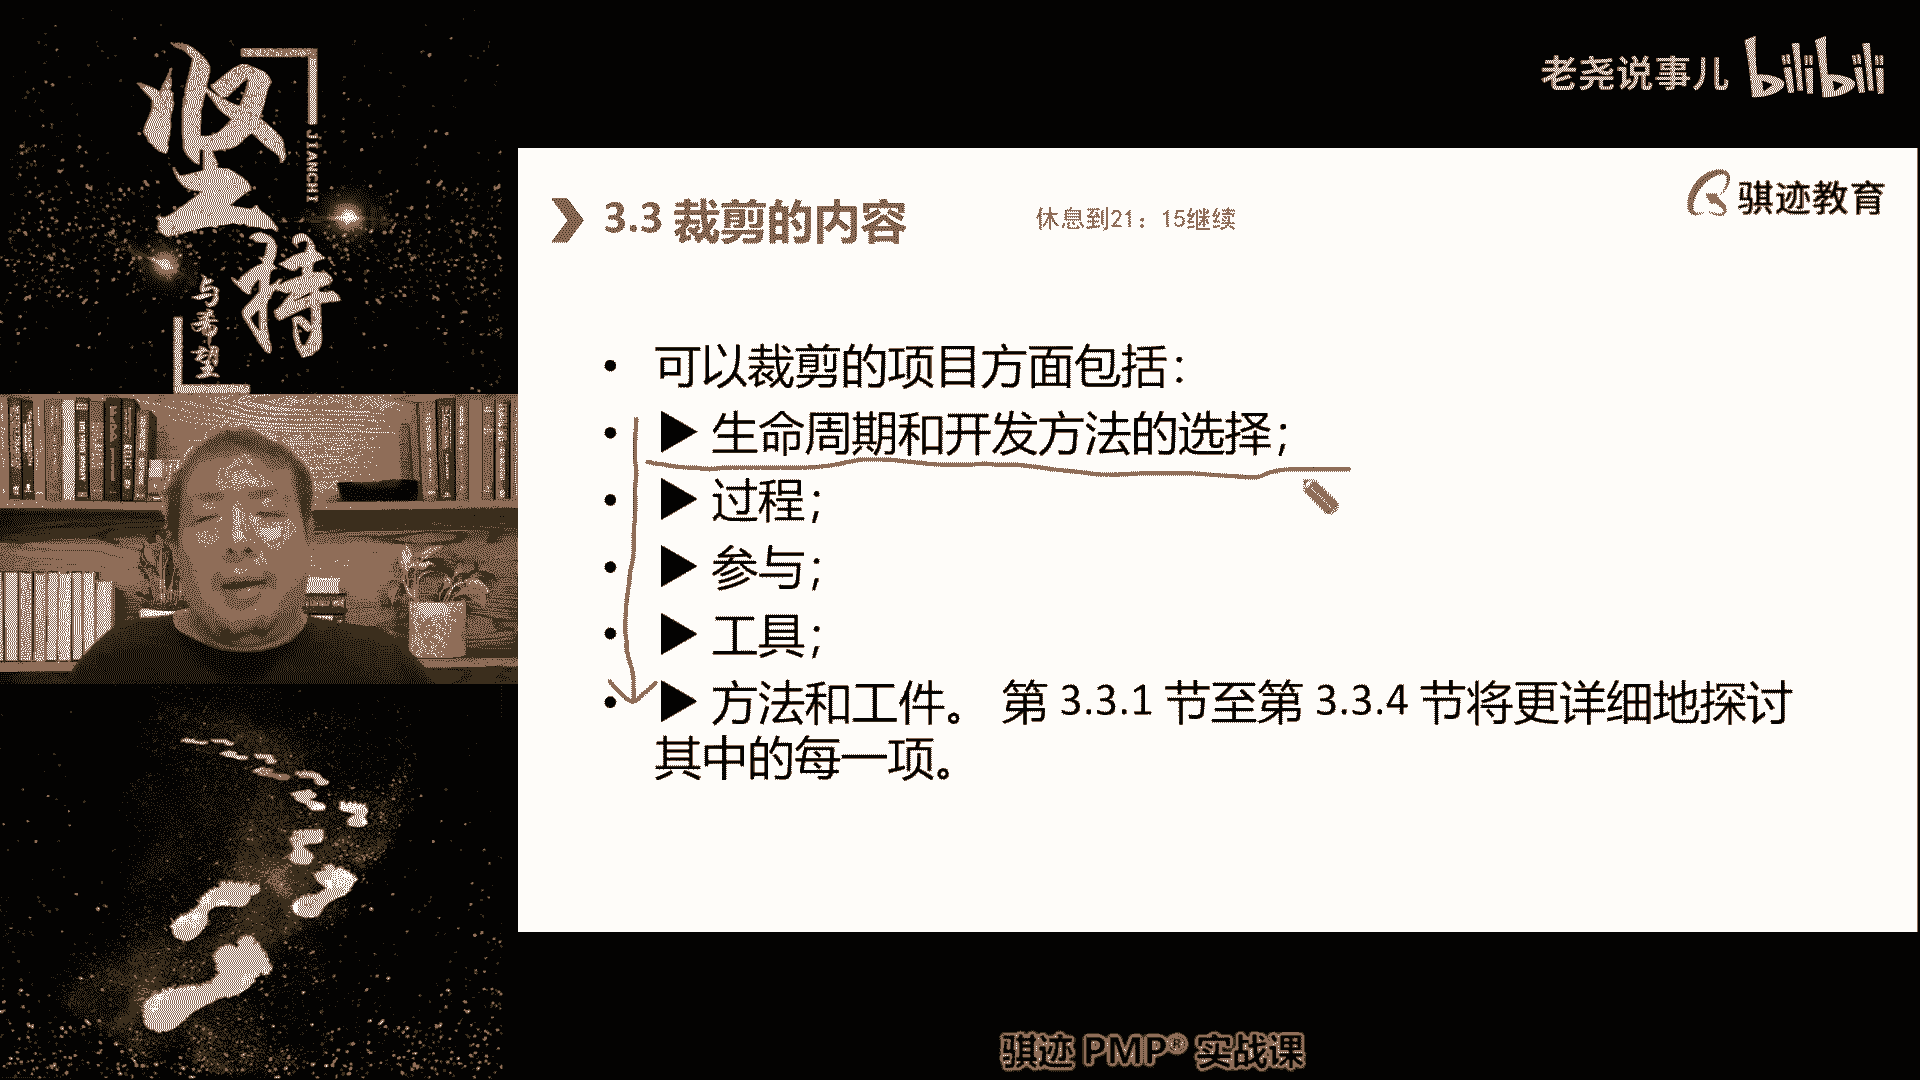 坚持
JIANCHI
与希望
老尧说事儿 bilibili
骐迹教育
3.3 裁剪的内容
休息到21：15继续
• 可以裁剪的项目方面包括：
• ▶ 生命周期和开发方法的选择；
• ▶ 过程；
• ▶ 参与；
• ▶ 工具；
• ▶ 方法和工件。 第 3.3.1 节至第 3.3.4 节将更详细地探讨
其中的每一项。
骐迹 PMP® 实战课